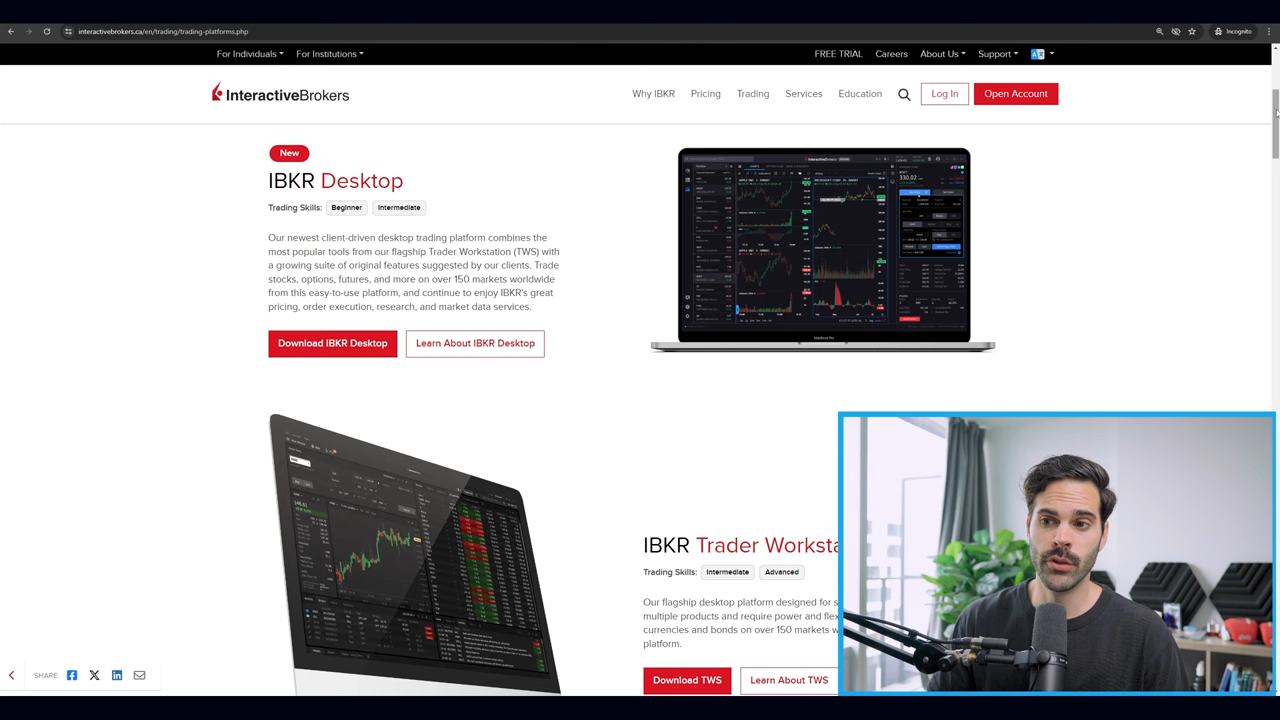 interactivebrokers.ca/en/trading/trading-platforms.php
Incognito
For Individuals
For Institutions
FREE TRIAL
Careers
About Us
Support
InteractiveBrokers
Why IBKR
Pricing
Trading
Services
Education
Log In
Open Account
New
IBKR Desktop
Trading Skills:
Beginner
Intermediate
Our newest client-driven desktop trading platform combines the
most popular tools from our flagship Trader Workstation (TWS) with
a growing suite of original features suggested by our clients. Trade
stocks, options, futures, and more on over 150 markets worldwide
from this easy-to-use platform, and continue to enjoy IBKR's great
pricing, order execution, research, and market data services.
Download IBKR Desktop
Learn About IBKR Desktop
InteractiveBrokers
330.02
MacBook Pro
IBKR Trader Worksta
Trading Skills:
Intermediate
Advanced
Our flagship desktop platform designed for s
multiple products and require power and flex
currencies and bonds on over 150 markets w
platform.
Download TWS
Learn About TWS
SHARE